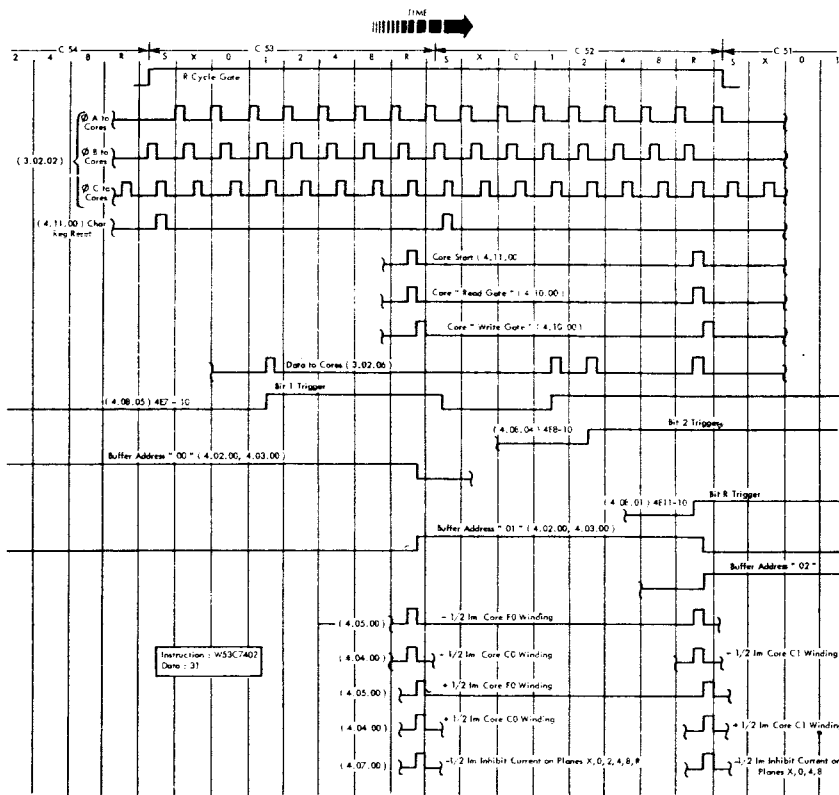 TIME
C 54 C 53 C 52 C 51
2 4 8 R S X 0 1 2 4 8 R S X 0 1 2 4 8 R S X 0 1
R Cycle Gate
Ø A to Cores
(3.02.02)
Ø B to Cores
Ø C to Cores
(4.11.00) Char Reg Reset
Core Start (4.11.00
Core "Read Gate" (4.10.00)
Core "Write Gate" (4.10.00)
Data to Cores (3.02.06)
Bit 1 Trigger
(4.08.05) 4E7-10
(4.08.04) 4E8-10
Bit 2 Trigger
Buffer Address "00" (4.02.00, 4.03.00)
(4.08.01) 4E11-10
Bit R Trigger
Buffer Address "01" (4.02.00, 4.03.00)
Buffer Address "02"
(4.05.00) - 1/2 Im Core F0 Winding
Instruction : W53C7402
Data : 31
(4.04.00) - 1/2 Im Core C0 Winding
- 1/2 Im Core C1 Winding
(4.05.00) + 1/2 Im Core F0 Winding
(4.04.00) + 1/2 Im Core C0 Winding
+ 1/2 Im Core C1 Winding
(4.07.00) -1/2 Im Inhibit Current on Planes X,0,2,4,8,R
-1/2 Im Inhibit Current on
Planes X,0,4,8